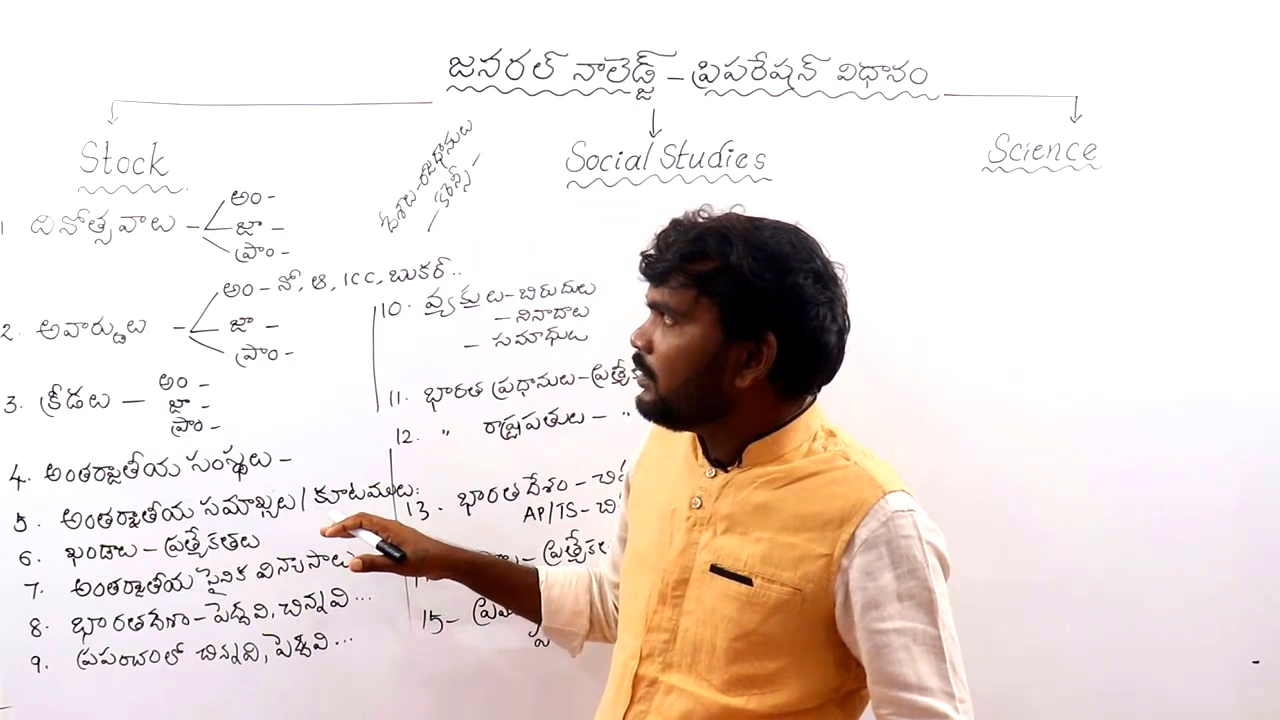 జనరల్ నాలెడ్జ్ – ప్రిపరేషన్ విధానం
Stock
1. దినోత్సవాలు –
అం -
జా -
ప్రాం -
2. అవార్డులు –
అం - నో, ఆ, ICC, బుకర్..
జా -
ప్రాం -
3. క్రీడలు –
అం -
జా -
ప్రాం -
4. అంతర్జాతీయ సంస్థలు –
5. అంతర్జాతీయ సమాఖ్యలు / కూటములు:
6. ఖండాలు – ప్రత్యేకతలు
7. అంతర్జాతీయ సైనిక విన్యాసాలు
8. భారతదేశం – పెద్దవి, చిన్నవి ...
9. ప్రపంచంలో చిన్నవి, పెద్దవి ...
దేశాలు – రాజధానులు
– కరెన్సీ –
10. వ్యక్తులు – బిరుదులు
– నినాదాలు
– సమాధులు
11. భారత ప్రధానులు –
12. " రాష్ట్రపతులు – "
13. భారతదేశం –
AP/TS –
15 –
Social Studies
Science